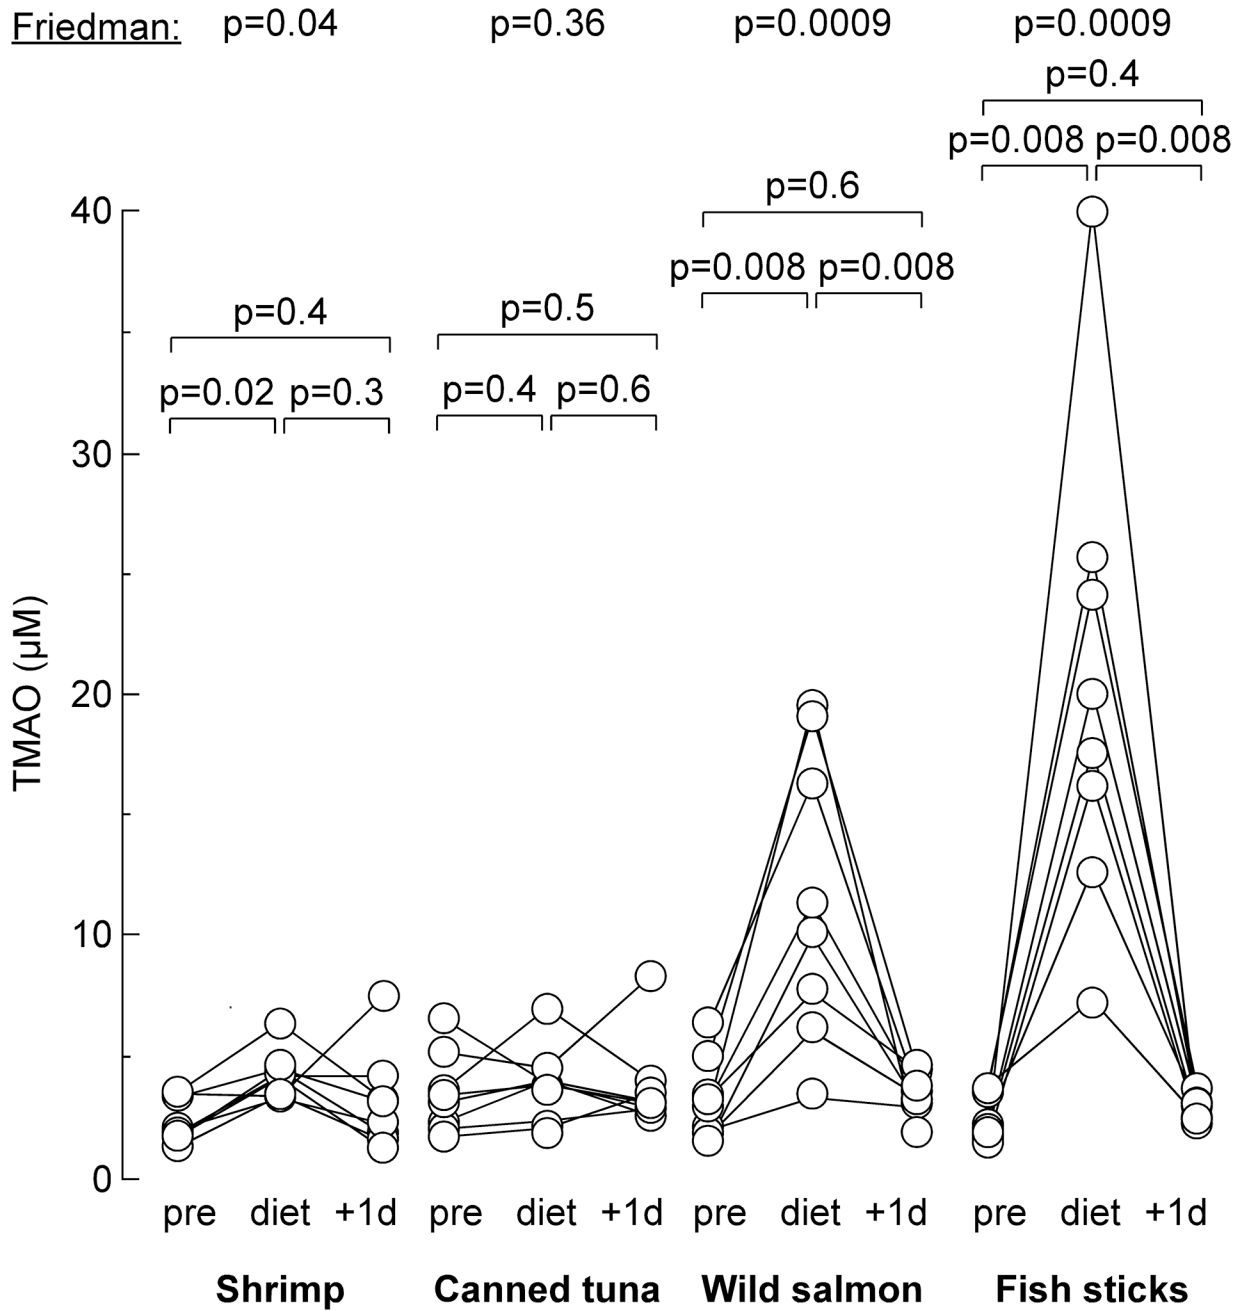 Friedman: p=0.04 p=0.36 p=0.0009 p=0.0009
p=0.4
p=0.008 p=0.008
p=0.6
p=0.008 p=0.008
p=0.4 p=0.5
p=0.02 p=0.3 p=0.4 p=0.6
40
30
20
10
0
TMAO (µM)
pre diet +1d pre diet +1d pre diet +1d pre diet +1d
Shrimp Canned tuna Wild salmon Fish sticks